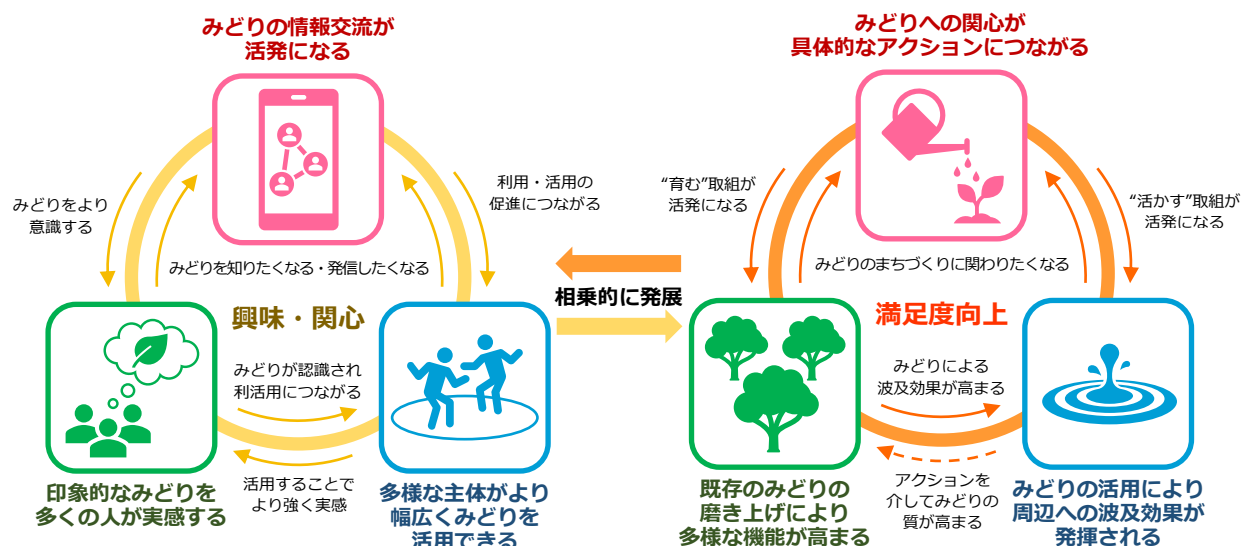 みどりの情報交流が
活発になる
みどりをより
意識する
利用・活用の
促進につながる
みどりを知りたくなる・発信したくなる
興味・関心
みどりが認識され
利活用につながる
活用することで
より強く実感
印象的なみどりを
多くの人が実感する
多様な主体がより
幅広くみどりを
活用できる
相乗的に発展
みどりへの関心が
具体的なアクションにつながる
“育む”取組が
活発になる
“活かす”取組が
活発になる
みどりのまちづくりに関わりたくなる
満足度向上
みどりによる
波及効果が高まる
アクションを
介してみどりの
質が高まる
既存のみどりの
磨き上げにより
多様な機能が高まる
みどりの活用により
周辺への波及効果が
発揮される